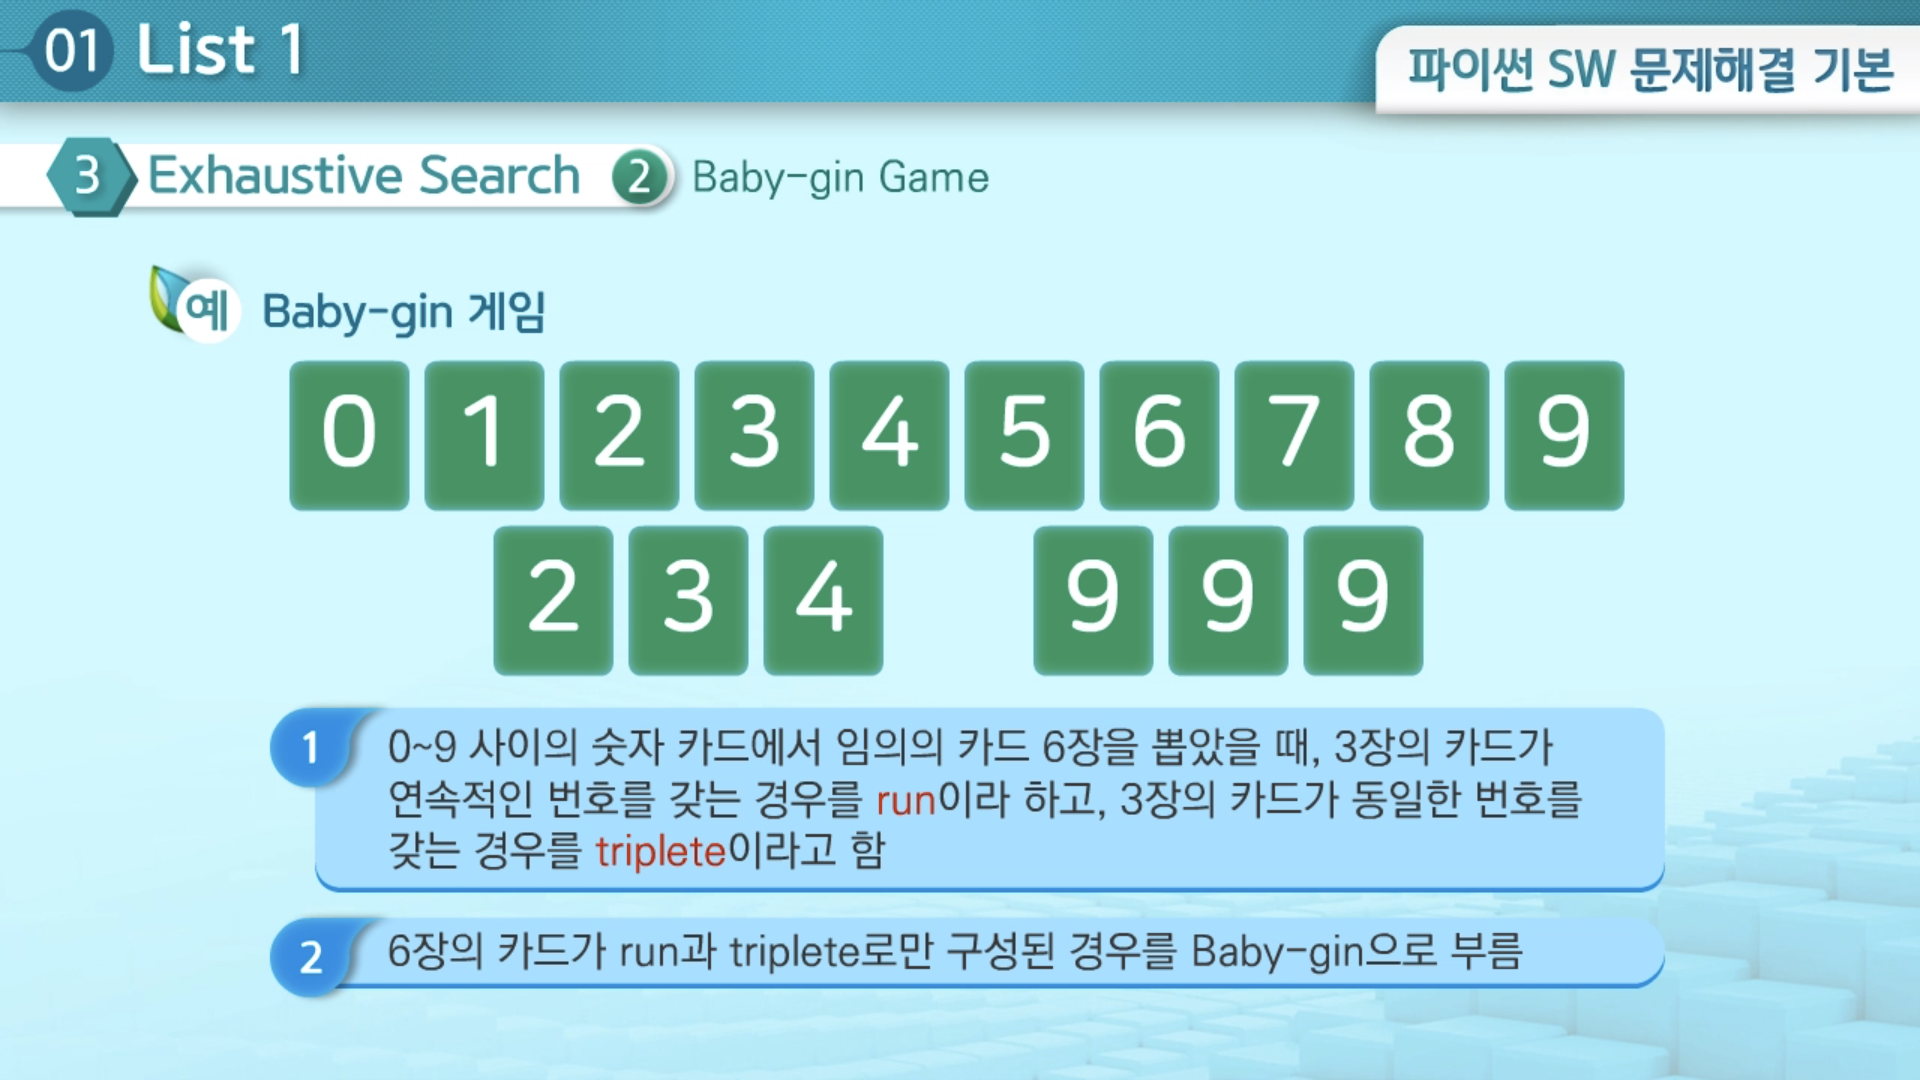 01 List 1
파이썬 SW 문제해결 기본
3 Exhaustive Search 2 Baby-gin Game
예 Baby-gin 게임
0 1 2 3 4 5 6 7 8 9
2 3 4 9 9 9
1 0~9 사이의 숫자 카드에서 임의의 카드 6장을 뽑았을 때, 3장의 카드가
연속적인 번호를 갖는 경우를 run이라 하고, 3장의 카드가 동일한 번호를
갖는 경우를 triplete이라고 함
2 6장의 카드가 run과 triplete로만 구성된 경우를 Baby-gin으로 부름